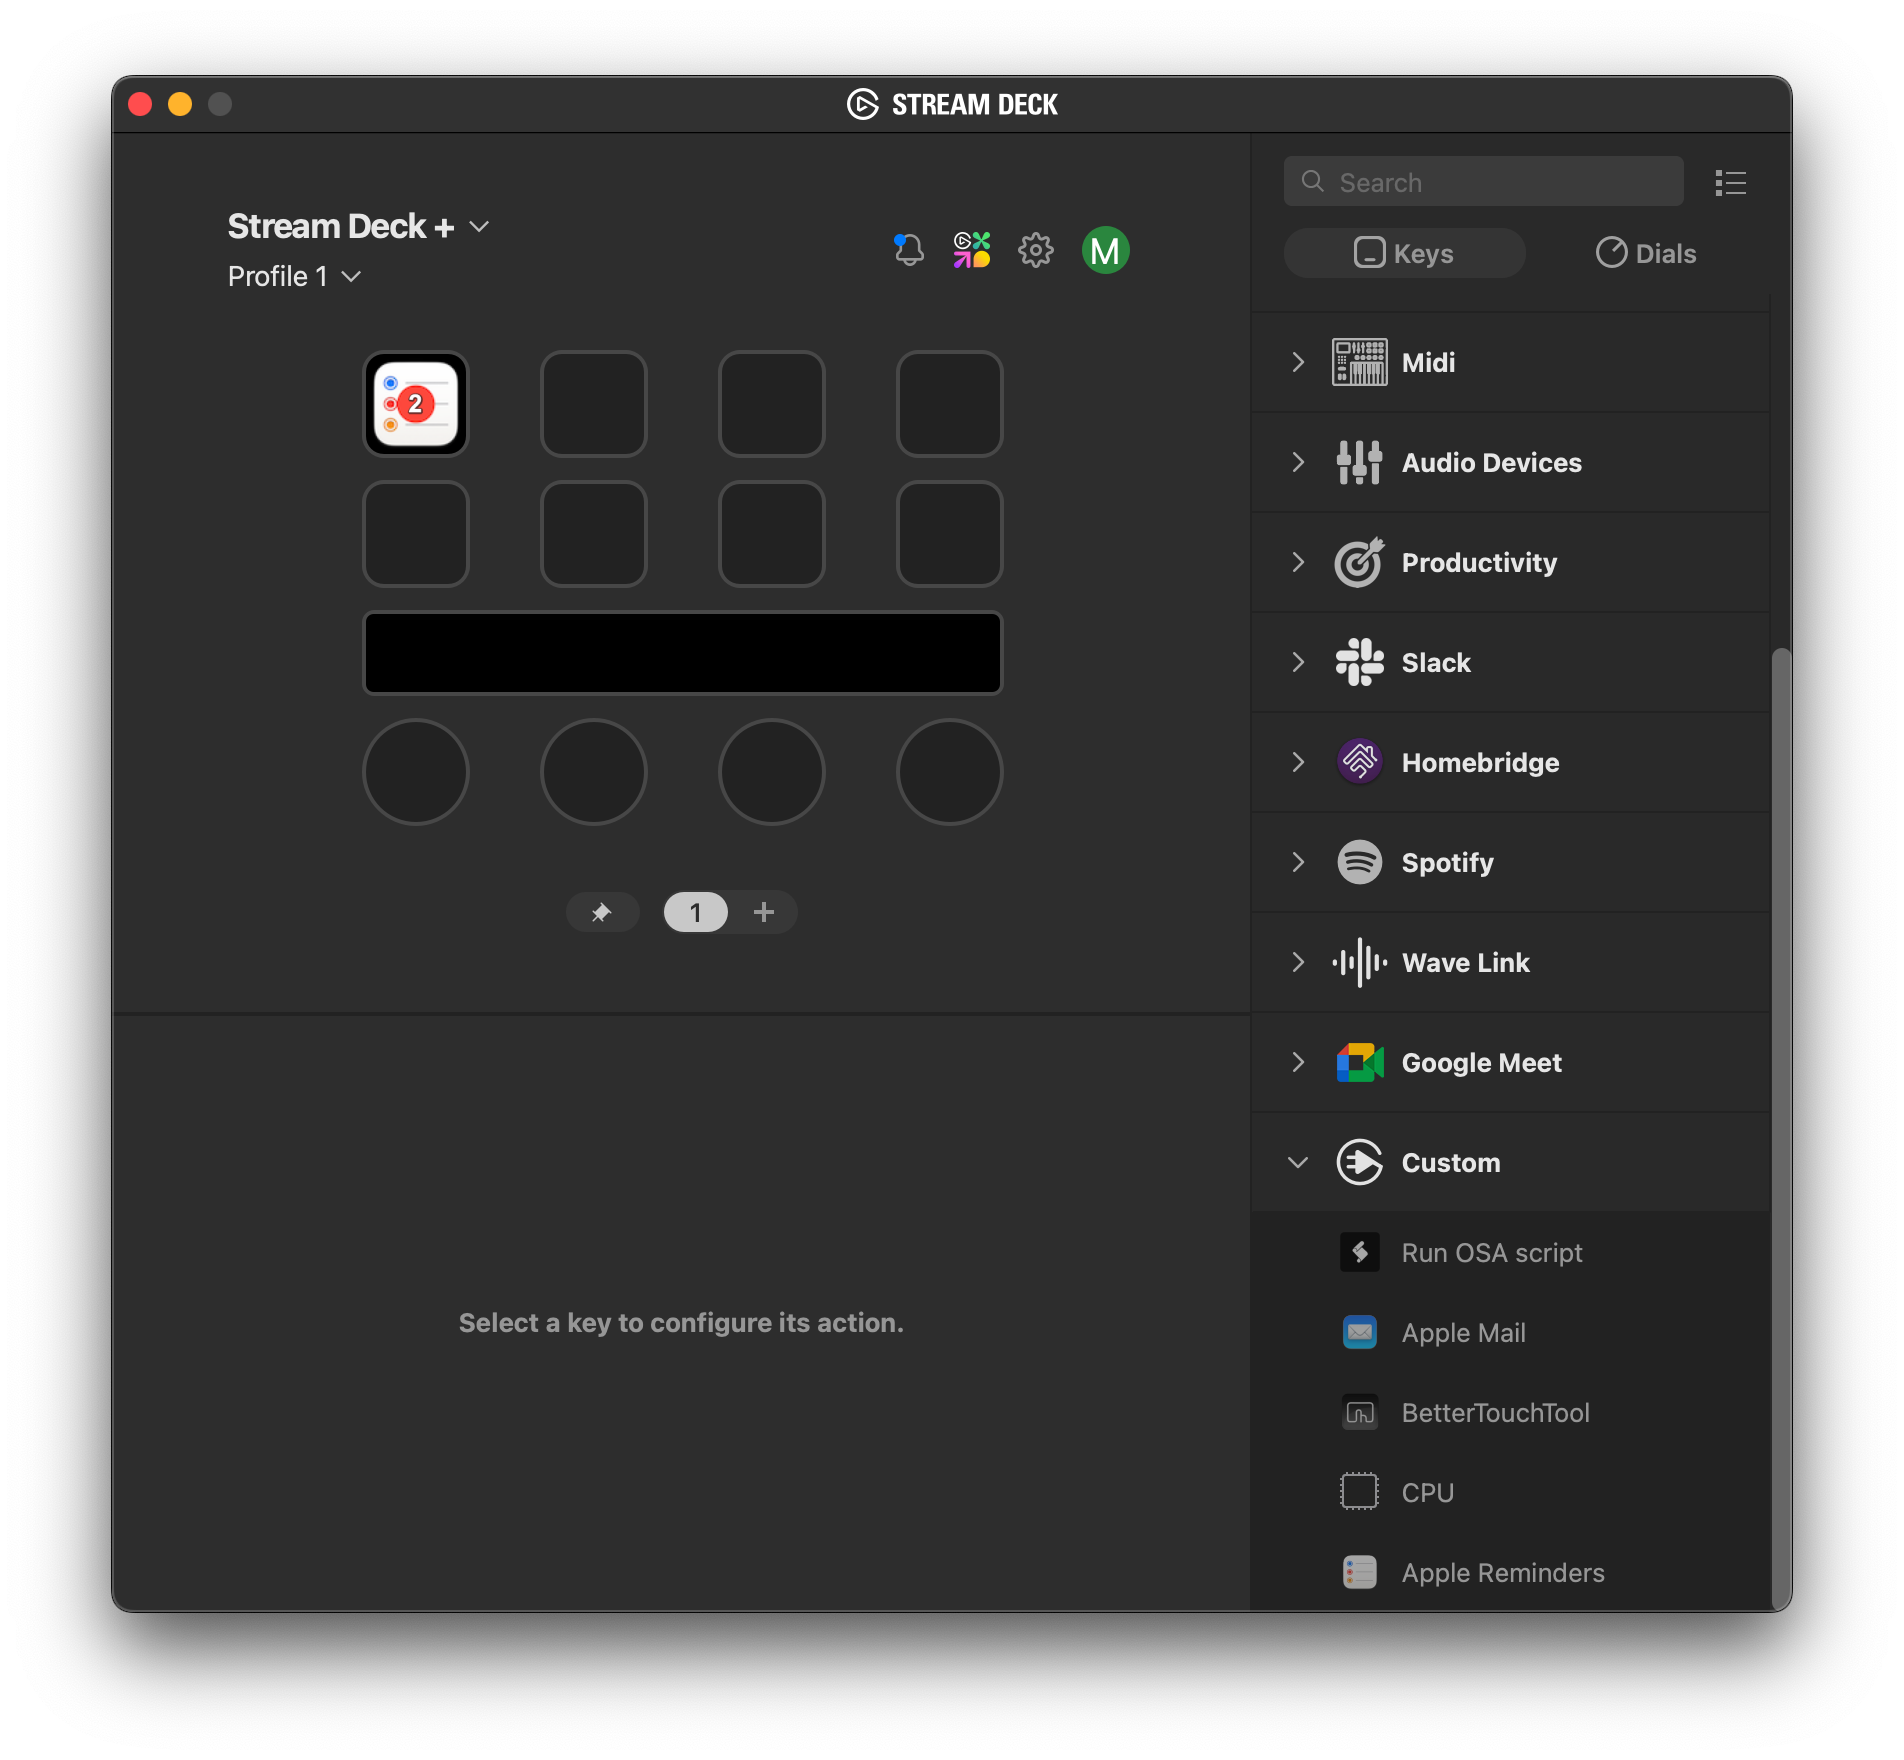 STREAM DECK
Stream Deck +
Profile 1
M
2
1
Select a key to configure its action.
Search
Keys
Dials
Midi
Audio Devices
Productivity
Slack
Homebridge
Spotify
Wave Link
Google Meet
Custom
Run OSA script
Apple Mail
BetterTouchTool
CPU
Apple Reminders